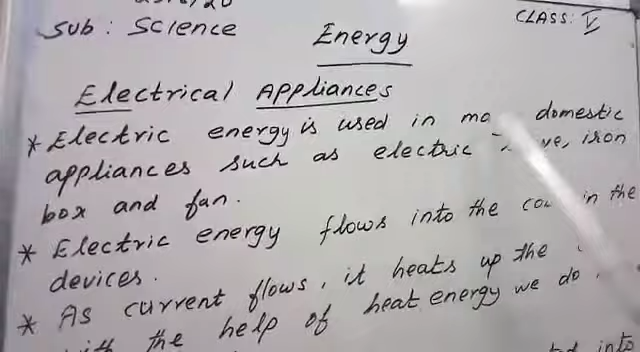 Sub : Science
CLASS: V
Energy
Electrical Appliances
* Electric energy is used in domestic
appliances such as electric iron
box and fan.
* Electric energy flows into the in the
devices.
* As current flows, it heats up the
the help of heat energy we do
into